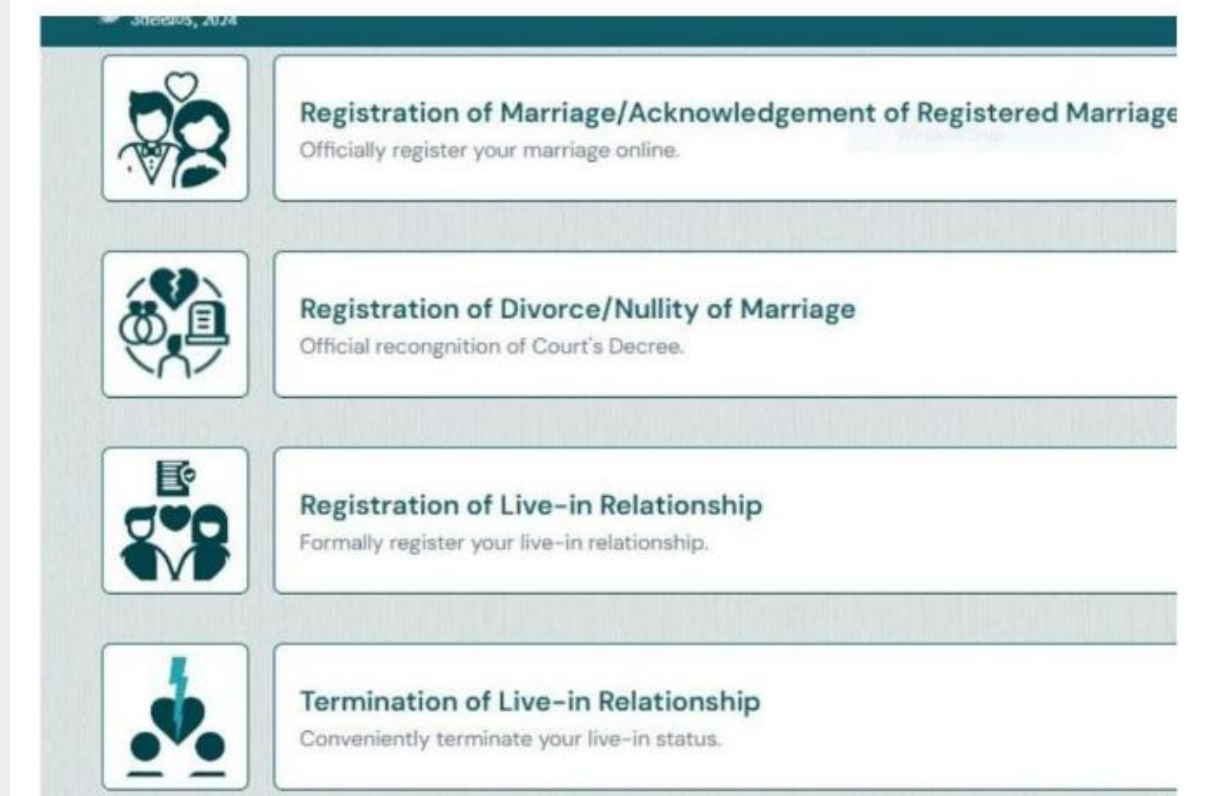 2024
Registration of Marriage/Acknowledgement of Registered Marriage
Officially register your marriage online.
Registration of Divorce/Nullity of Marriage
Official recongnition of Court's Decree.
Registration of Live-in Relationship
Formally register your live-in relationship.
Termination of Live-in Relationship
Conveniently terminate your live-in status.